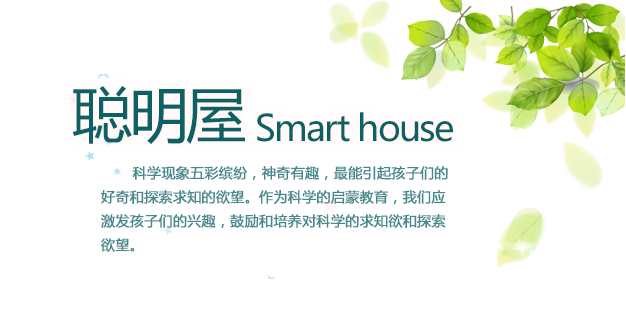 聪明屋 Smart house
科学现象五彩缤纷，神奇有趣，最能引起孩子们的
好奇和探索求知的欲望。作为科学的启蒙教育，我们应
激发孩子们的兴趣，鼓励和培养对科学的求知欲和探索
欲望。